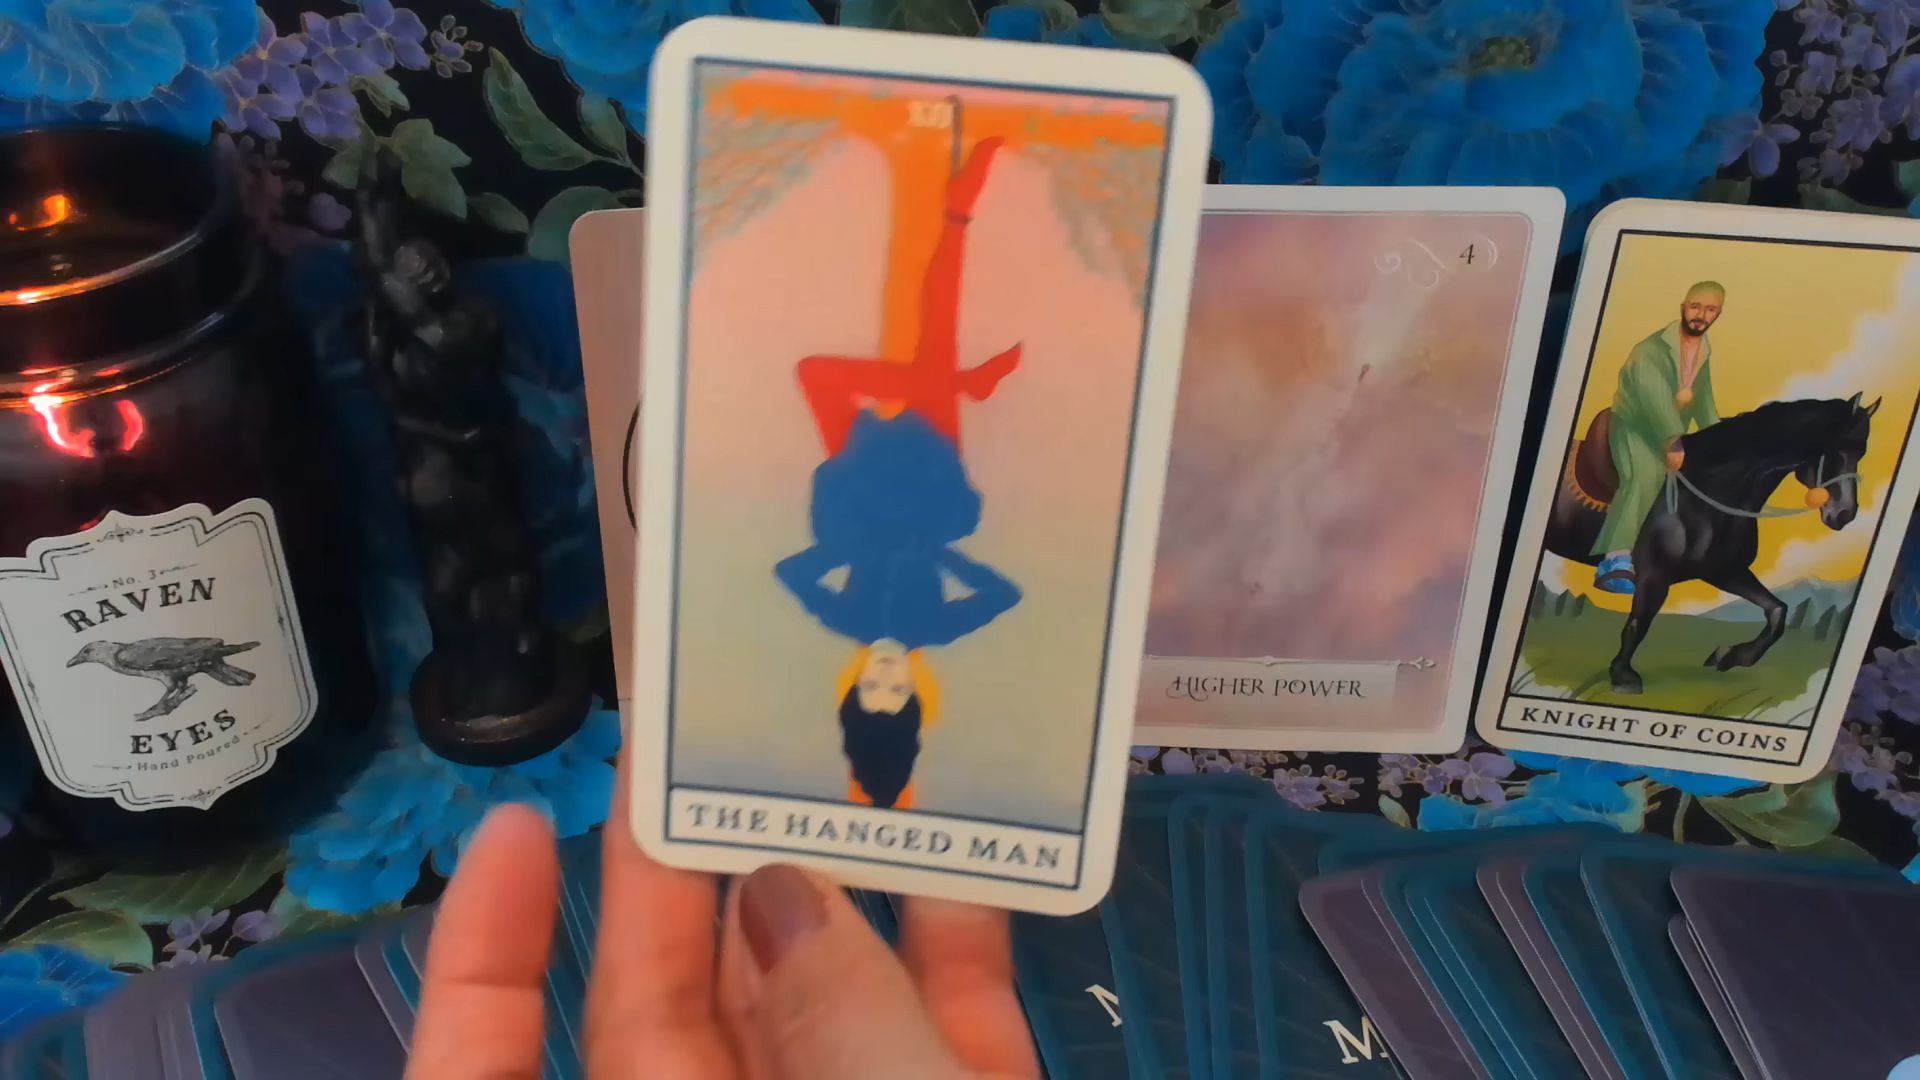 No. 3
RAVEN
EYES
Hand Poured
XII
THE HANGED MAN
4
HIGHER POWER
KNIGHT OF COINS
M
M